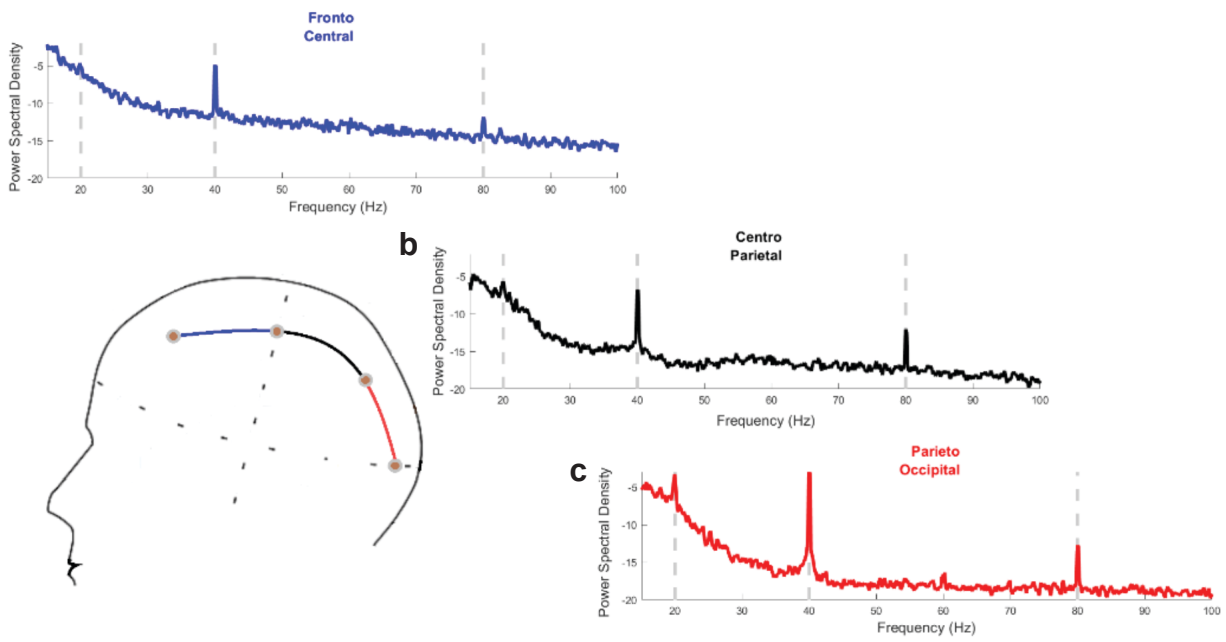 Fronto
Central
Power Spectral Density
-5
-10
-15
-20
20 30 40 50 60 70 80 90 100
Frequency (Hz)
b
Centro
Parietal
Power Spectral Density
-5
-10
-15
-20
20 30 40 50 60 70 80 90 100
Frequency (Hz)
c
Parieto
Occipital
Power Spectral Density
-5
-10
-15
-20
20 30 40 50 60 70 80 90 100
Frequency (Hz)